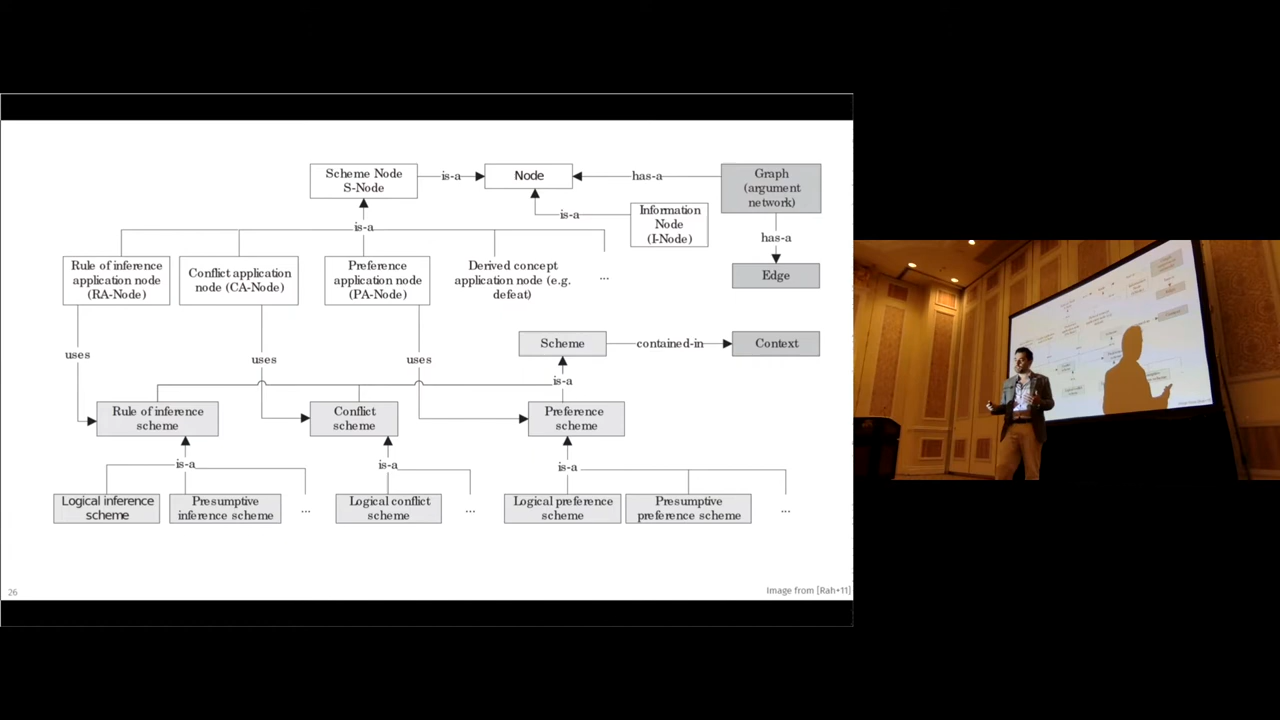 Scheme Node
S-Node
is-a
Node
has-a
Graph
(argument
network)
is-a
Information
Node
(I-Node)
is-a
has-a
Rule of inference
application node
(RA-Node)
Conflict application
node (CA-Node)
Preference
application node
(PA-Node)
Derived concept
application node (e.g.
defeat)
...
Edge
uses
uses
uses
Scheme
contained-in
Context
is-a
Rule of inference
scheme
Conflict
scheme
Preference
scheme
is-a
is-a
is-a
Logical inference
scheme
Presumptive
inference scheme
...
Logical conflict
scheme
...
Logical preference
scheme
Presumptive
preference scheme
...
26
Image from [Rah+11]